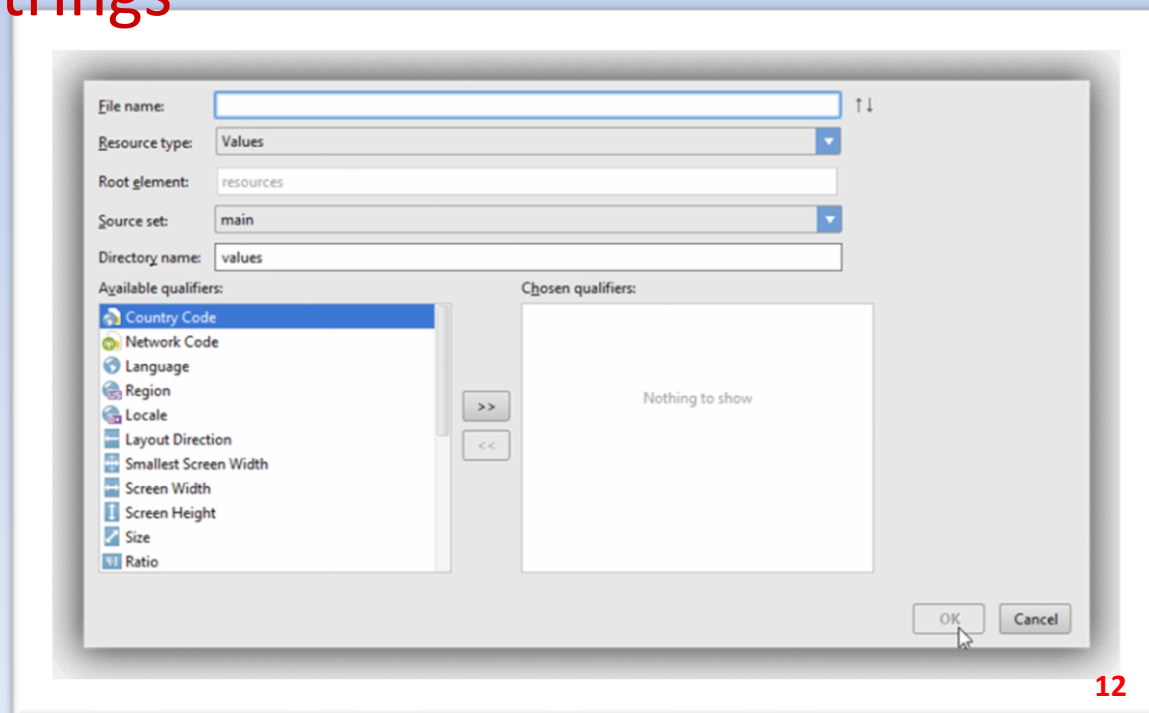 things
File name:
Resource type: Values
Root element: resources
Source set: main
Directory name: values
Available qualifiers: Chosen qualifiers:
Country Code
Network Code
Language
Region
Locale
Layout Direction
Smallest Screen Width
Screen Width
Screen Height
Size
Ratio
>>
<<
Nothing to show
OK Cancel
12